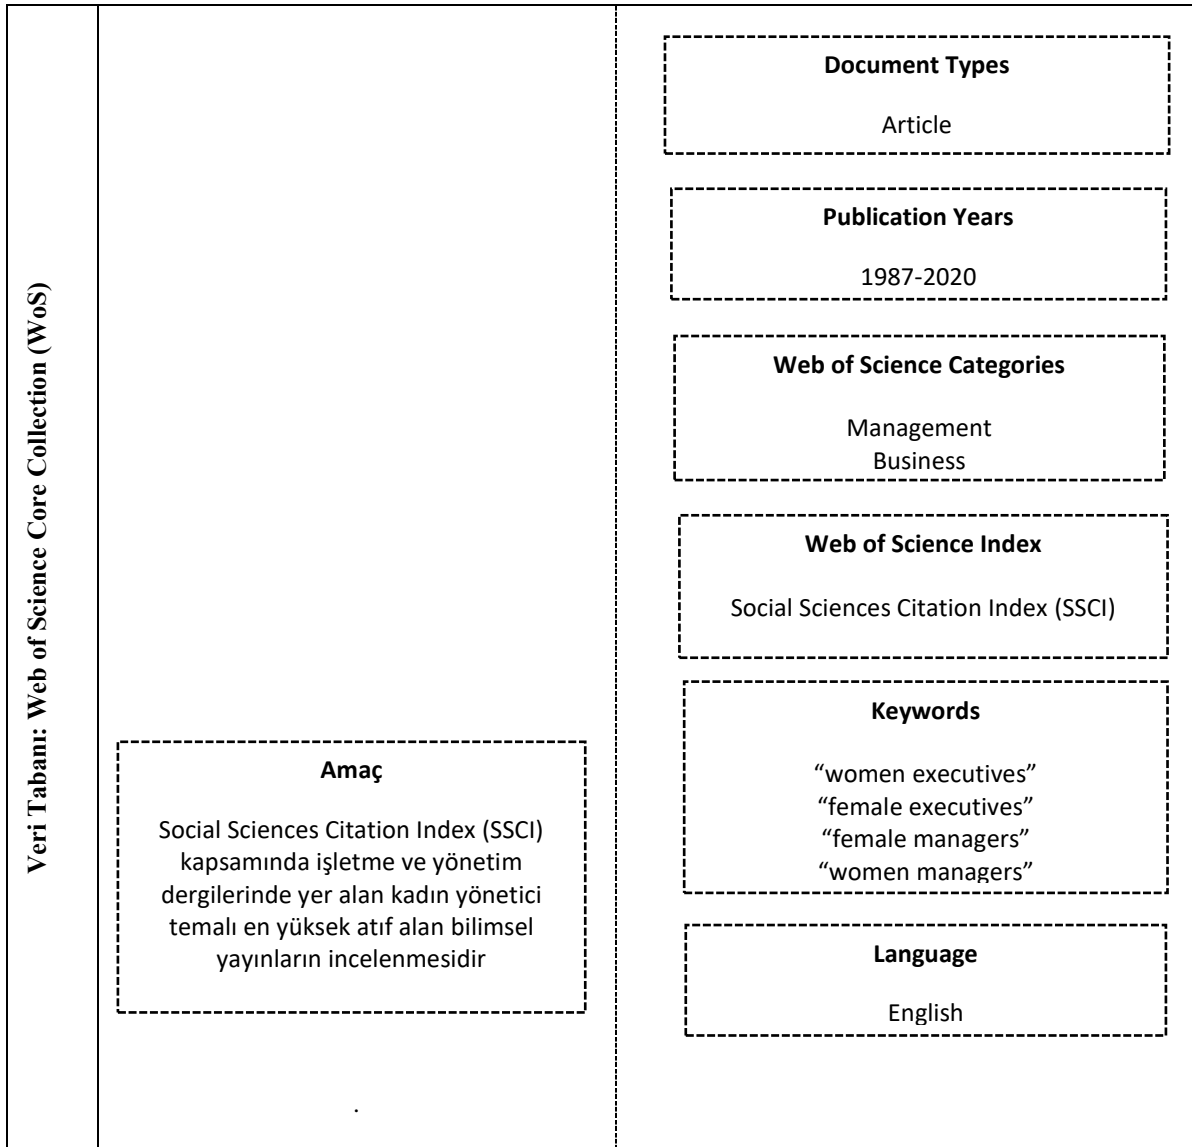 Veri Tabanı: Web of Science Core Collection (WoS)
Amaç
Social Sciences Citation Index (SSCI)
kapsamında işletme ve yönetim
dergilerinde yer alan kadın yönetici
temalı en yüksek atıf alan bilimsel
yayınların incelenmesidir
.
Document Types
Article
Publication Years
1987-2020
Web of Science Categories
Management
Business
Web of Science Index
Social Sciences Citation Index (SSCI)
Keywords
“women executives”
“female executives”
“female managers”
“women managers”
Language
English